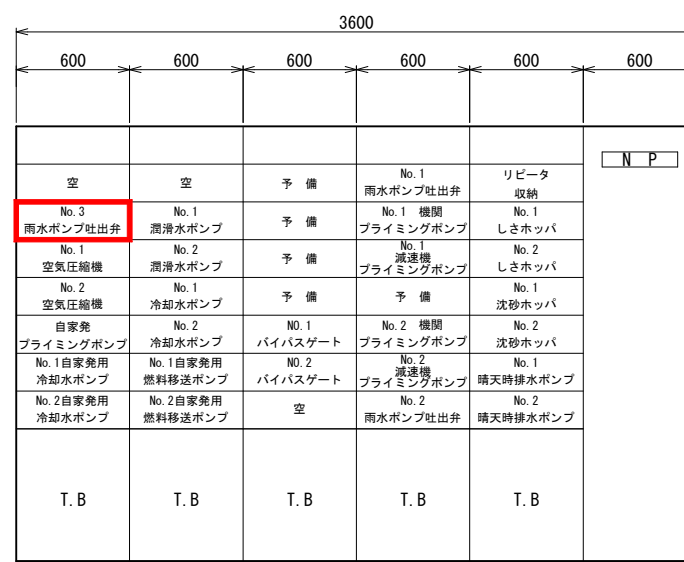 3600
600 600 600 600 600 600
N P
空 空 予 備 No. 1 リピータ
雨水ポンプ吐出弁 収納
No. 3 No. 1 予 備 No. 1 機関 No. 1
雨水ポンプ吐出弁 潤滑水ポンプ プライミングポンプ しさホッパ
No. 1 No. 2 予 備 No. 1 No. 2
減速機
空気圧縮機 潤滑水ポンプ プライミングポンプ しさホッパ
No. 2 No. 1 予 備 予 備 No. 1
空気圧縮機 冷却水ポンプ 沈砂ホッパ
自家発 No. 2 NO. 1 No. 2 機関 No. 2
プライミングポンプ 冷却水ポンプ バイパスゲート プライミングポンプ 沈砂ホッパ
No. 1自家発用 No. 1自家発用 NO. 2 No. 2 No. 1
減速機
冷却水ポンプ 燃料移送ポンプ バイパスゲート プライミングポンプ 晴天時排水ポンプ
No. 2自家発用 No. 2自家発用 空 No. 2 No. 2
冷却水ポンプ 燃料移送ポンプ 雨水ポンプ吐出弁 晴天時排水ポンプ
T. B T. B T. B T. B T. B